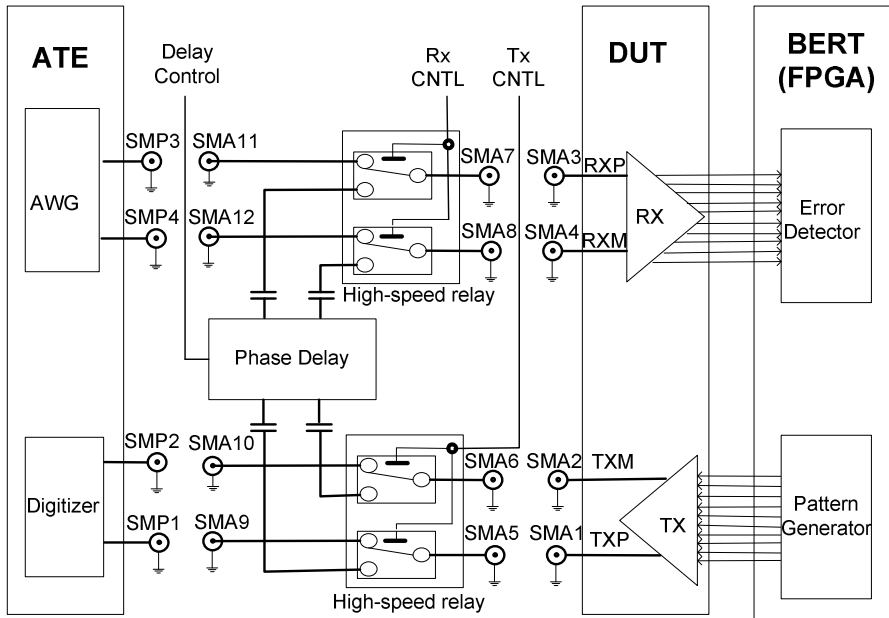 ATE
Delay
Control
Rx
CNTL
Tx
CNTL
DUT
BERT
(FPGA)
SMP3
SMA11
SMA7
SMA3
RXP
AWG
SMP4
SMA12
SMA8
SMA4
RXM
RX
Error
Detector
High-speed relay
Phase Delay
SMP2
SMA10
SMA6
SMA2
TXM
Digitizer
SMP1
SMA9
SMA5
SMA1
TXP
TX
Pattern
Generator
High-speed relay